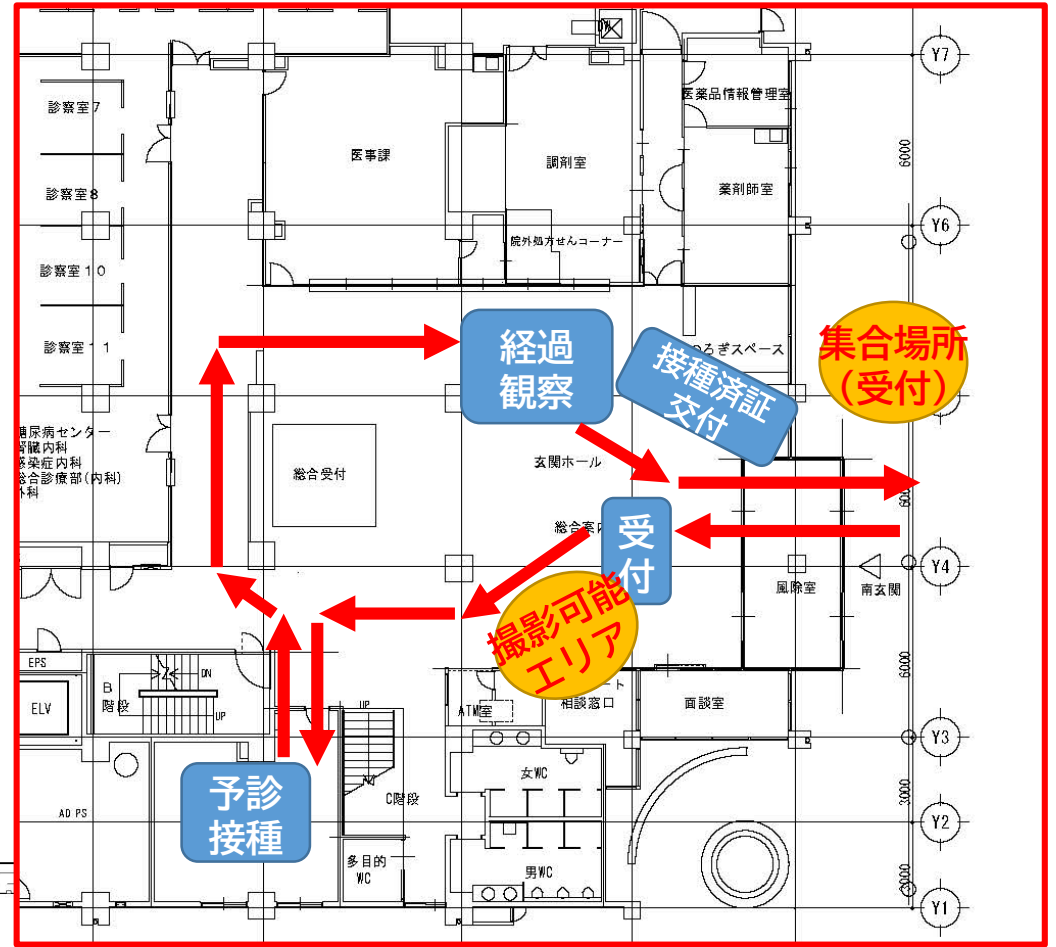 Y7
診察室7
医薬品情報管理室
医事課
調剤室
6000
診察室8
薬剤師室
Y6
院外処方せんコーナー
診察室10
診察室11
経過
観察
接種済証
交付
ろぎスペース
集合場所
(受付)
糖尿病センター
腎臓内科
感染症内科
総合診療部(内科)
外科
総合受付
玄関ホール
総合案内
受
付
風除室
南玄関
Y4
撮影可能
エリア
EPS
ELV
B
階段
DN
UP
UP
ATM室
相談窓口
面談室
6000
Y3
女WC
予診
接種
AD PS
C階段
3000
Y2
多目的
WC
男WC
3000
Y1